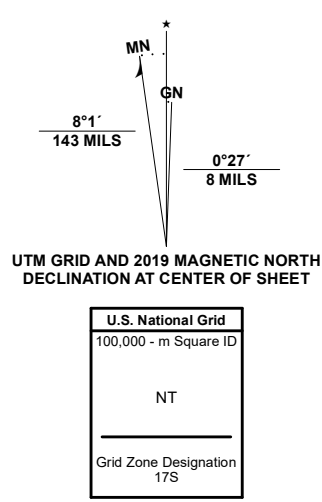 MN
GN
8°1´
143 MILS
0°27´
8 MILS
UTM GRID AND 2019 MAGNETIC NORTH
DECLINATION AT CENTER OF SHEET
U.S. National Grid
100,000 - m Square ID
NT
Grid Zone Designation
17S